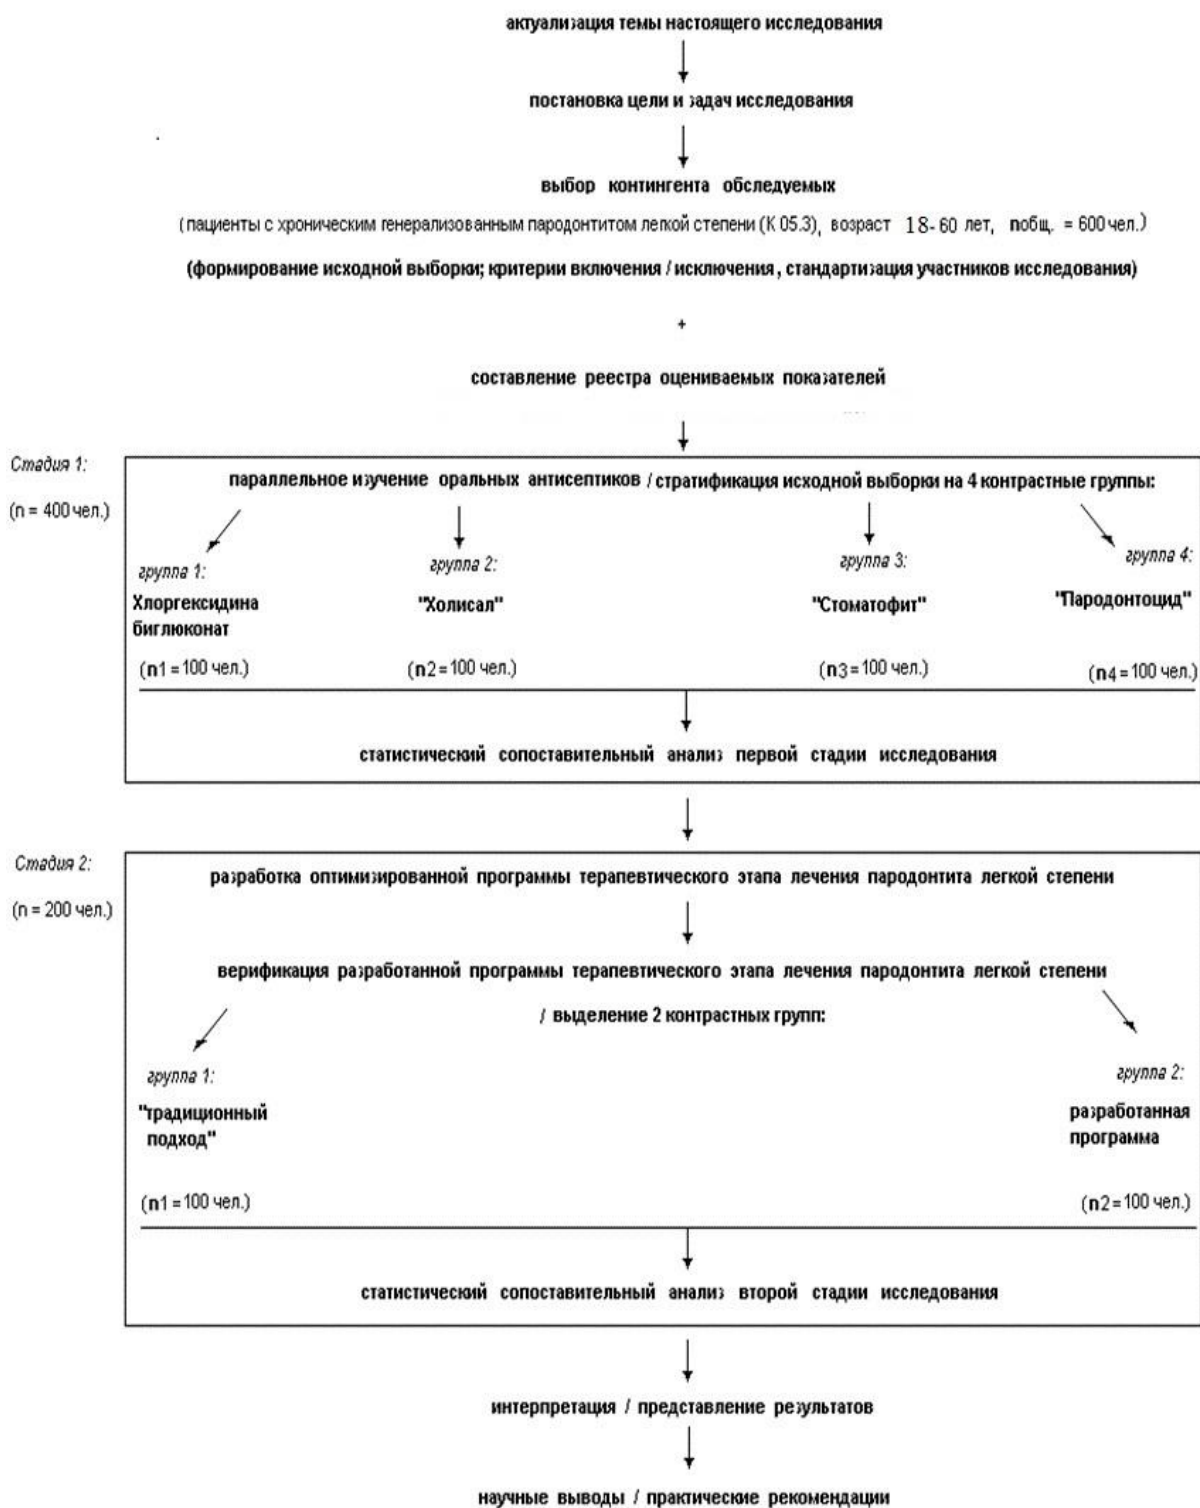 актуализация темы настоящего исследования
постановка цели и задач исследования
выбор контингента обследуемых
(пациенты с хроническим генерализованным пародонтитом легкой степени (К 05.3), возраст 18-60 лет, nобщ. = 600 чел.)
(формирование исходной выборки; критерии включения / исключения, стандартизация участников исследования)
+
составление реестра оцениваемых показателей
Стадия 1:
(n = 400 чел.)
параллельное изучение оральных антисептиков / стратификация исходной выборки на 4 контрастные группы:
группа 1: группа 2: группа 3: группа 4:
Хлоргексидина "Холисал" "Стоматофит" "Пародонтоцид"
биглюконат
(n1 = 100 чел.) (n2 = 100 чел.) (n3 = 100 чел.) (n4 = 100 чел.)
статистический сопоставительный анализ первой стадии исследования
Стадия 2:
(n = 200 чел.)
разработка оптимизированной программы терапевтического этапа лечения пародонтита легкой степени
верификация разработанной программы терапевтического этапа лечения пародонтита легкой степени
/ выделение 2 контрастных групп:
группа 1: группа 2:
"традиционный разработанная
подход" программа
(n1 = 100 чел.) (n2 = 100 чел.)
статистический сопоставительный анализ второй стадии исследования
интерпретация / представление результатов
научные выводы / практические рекомендации